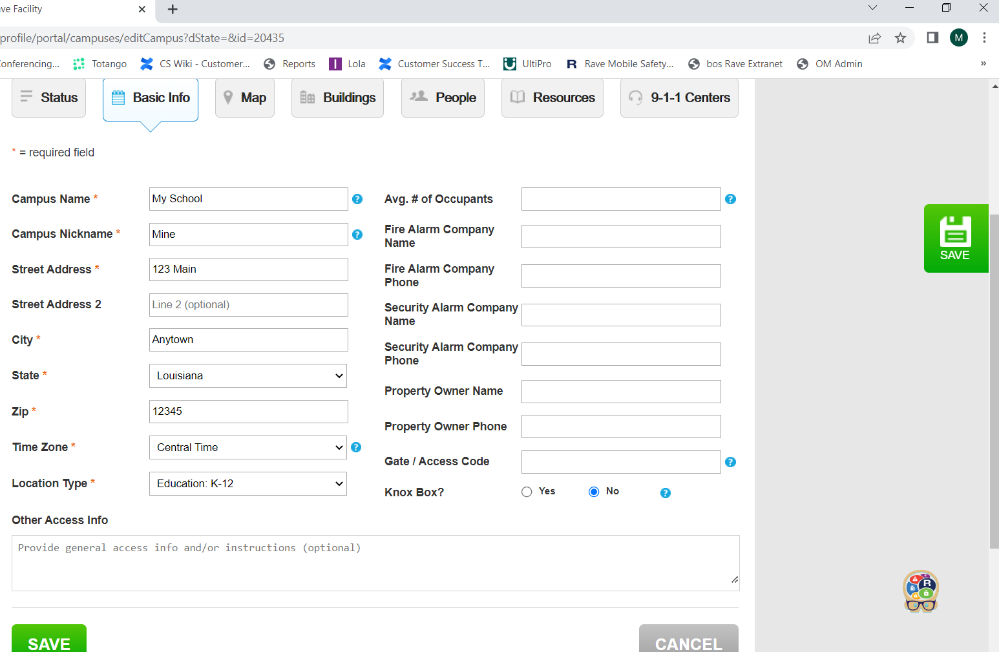 ve Facility
profile/portal/campuses/editCampus?dState=&id=20435
M
onferencing... Totango CS Wiki - Customer... Reports Lola Customer Success T... UltiPro Rave Mobile Safety... bos Rave Extranet OM Admin »
Status Basic Info Map Buildings People Resources 9-1-1 Centers
* = required field
Campus Name * My School ? Avg. # of Occupants ?
Campus Nickname * Mine ? Fire Alarm Company
Name
Street Address * 123 Main Fire Alarm Company
Phone
Street Address 2 Line 2 (optional) Security Alarm Company
Name
City * Anytown Security Alarm Company
Phone
State * Louisiana Property Owner Name
Zip * 12345 Property Owner Phone
Time Zone * Central Time ? Gate / Access Code ?
Location Type * Education: K-12 Knox Box? Yes No ?
SAVE
Other Access Info
Provide general access info and/or instructions (optional)
R
SAVE CANCEL